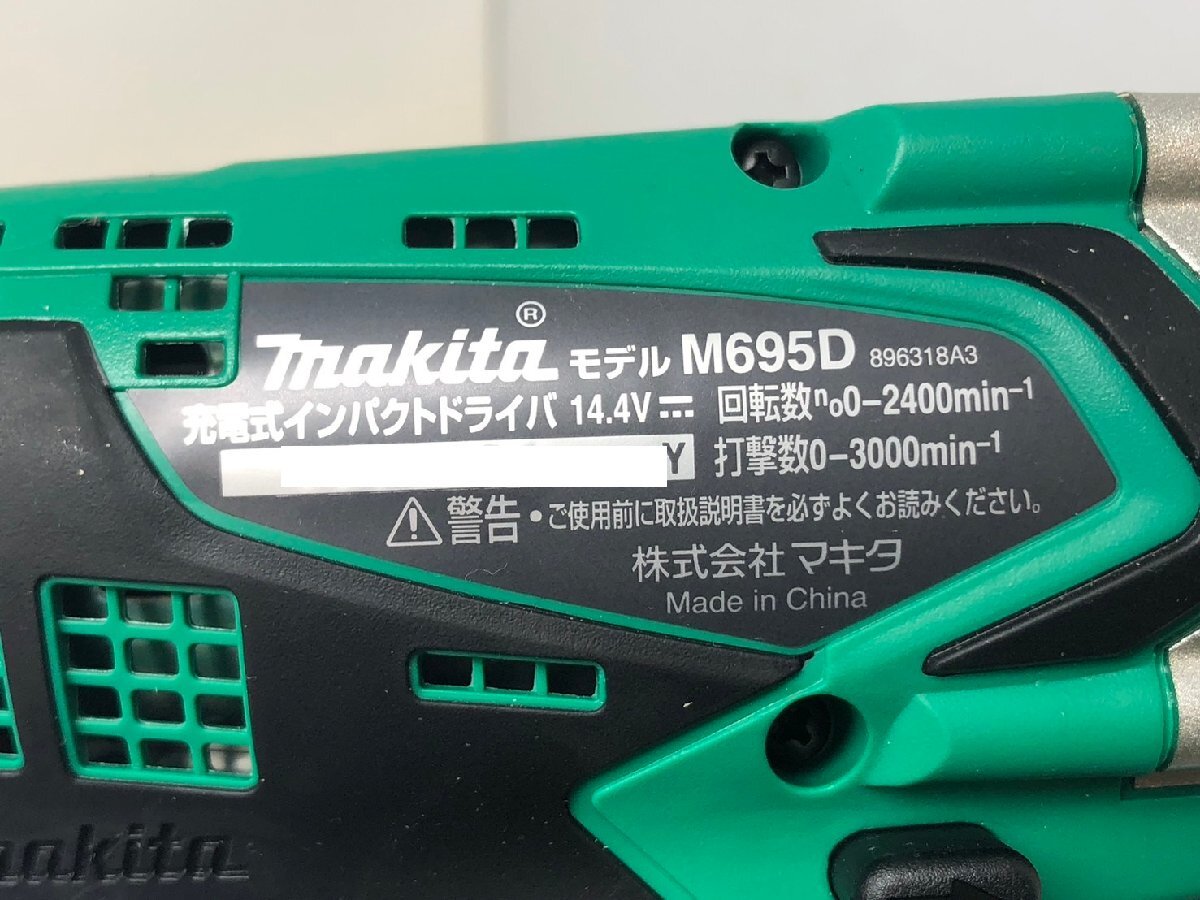 makita® モデル M695D 896318A3
充電式インパクトドライバ 14.4V ⎓ 回転数n₀0-2400min⁻¹
Y 打撃数0-3000min⁻¹
⚠ 警告 • ご使用前に取扱説明書を必ずよくお読みください。
株式会社 マキタ
Made in China
makita